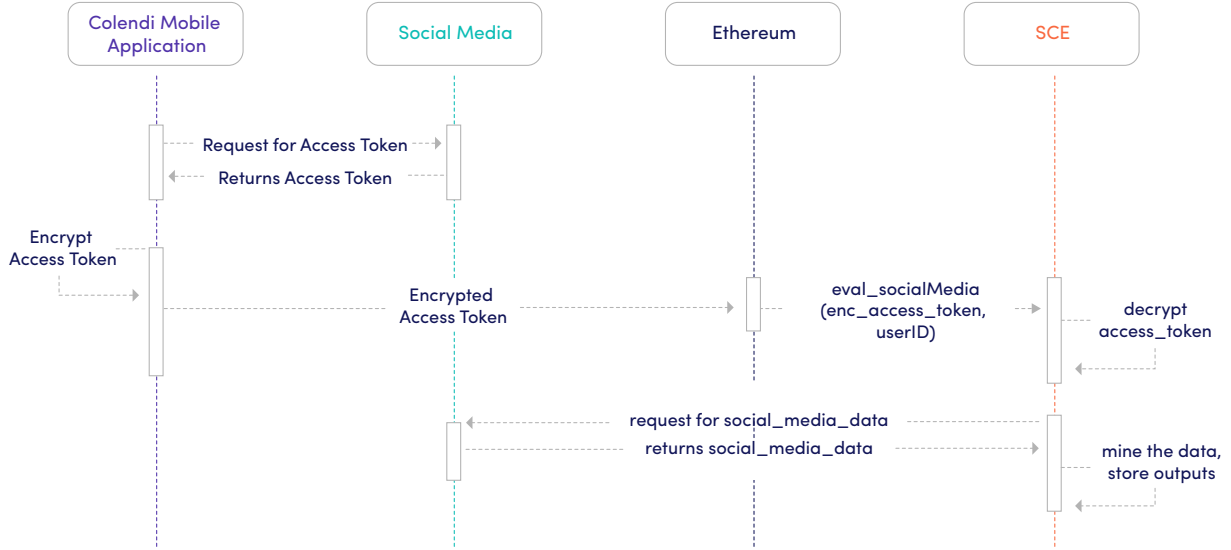 Colendi Mobile
Application
Social Media
Ethereum
SCE
Request for Access Token
Returns Access Token
Encrypt
Access Token
Encrypted
Access Token
eval_socialMedia
(enc_access_token,
userID)
decrypt
access_token
request for social_media_data
returns social_media_data
mine the data,
store outputs